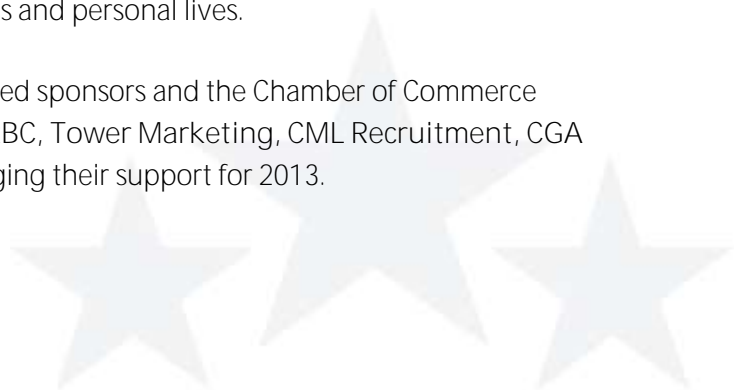 s and personal lives.
ed sponsors and the Chamber of Commerce
BC, Tower Marketing, CML Recruitment, CGA
ging their support for 2013.